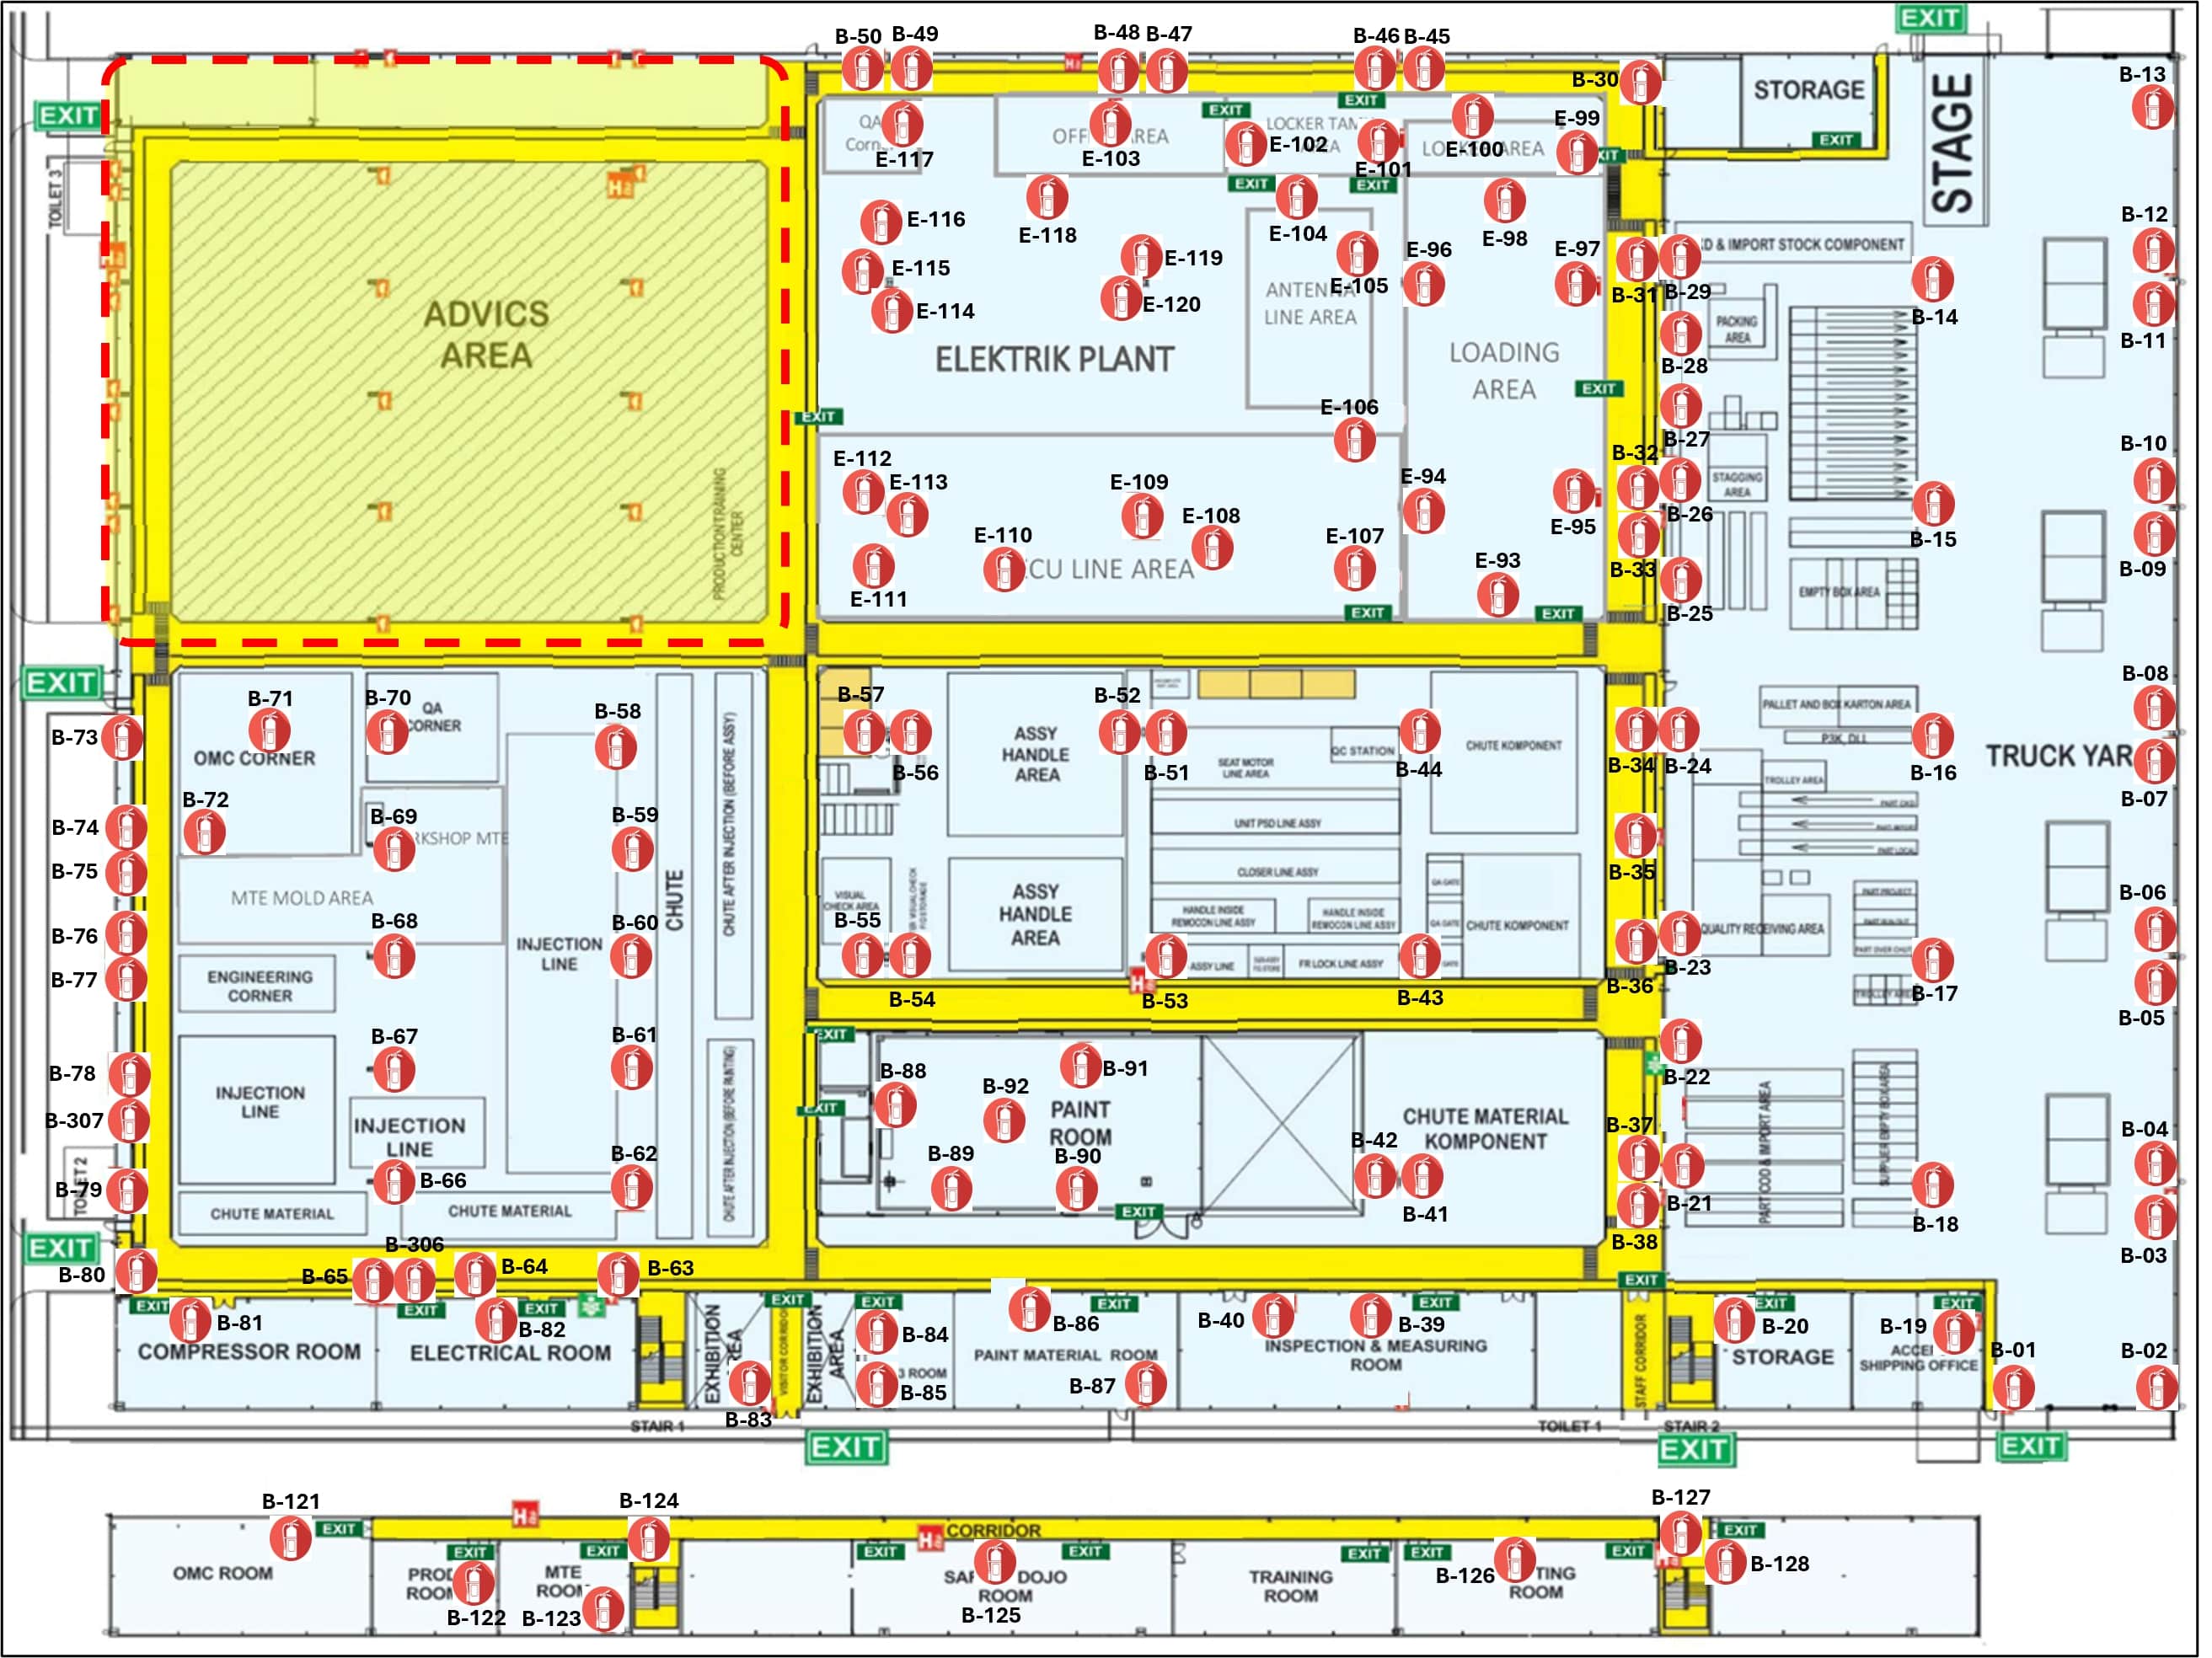 EXIT
B-50 B-49 B-48 B-47 B-46 B-45
B-30
STORAGE
EXIT
STAGE
B-13
EXIT
TOILET 3
QA
E-117
E-103
EXIT
EXIT
E-102
E-101
E-100
E-99
EXIT
EXIT
E-116
E-118
E-104
E-98
B-12
E-115
E-119
E-105
E-96
E-97
B-31
B-29
& IMPORT STOCK COMPONENT
B-14
E-114
E-120
ANTENNA
LINE AREA
B-11
PACKING
AREA
ADVICS
AREA
ELEKTRIK PLANT
LOADING
AREA
B-28
EXIT
EXIT
E-106
B-27
B-32
B-10
E-112
E-113
E-109
E-94
STAGGING
AREA
PRODUCTION TRAINING
CENTER
E-110
E-108
E-107
E-95
B-26
B-15
E-111
LINE AREA
E-93
B-33
B-09
EMPTY BOX AREA
EXIT
EXIT
B-25
EXIT
B-71
B-70
QA
CORNER
B-58
B-57
B-52
B-08
B-73
OMC CORNER
ASSY
HANDLE
AREA
QC STATION
CHUTE KOMPONENT
PALLET AND BOX KARTON AREA
P3K, DLL
TRUCK YAR
B-56
B-51
SEAT MOTOR
LINE AREA
B-44
B-34
B-24
B-16
TROLLEY AREA
B-07
B-72
B-74
B-69
MTE
B-59
CHUTE
CHUTE AFTER INJECTION (BEFORE ASSY)
UNIT PSD LINE ASSY
B-35
B-75
MTE MOLD AREA
CLOSER LINE ASSY
B-06
B-76
B-68
B-60
VISUAL
CHECK AREA
B-55
ASSY
HANDLE
AREA
HANDLE INSIDE
REMOCON LINE ASSY
HANDLE INSIDE
REMOCON LINE ASSY
QA GATE
QA GATE
CHUTE KOMPONENT
QUALITY RECEIVING AREA
B-77
ENGINEERING
CORNER
INJECTION
LINE
ASSY LINE
FR LOCK LINE ASSY
B-23
B-36
B-17
B-54
B-53
B-43
B-05
EXIT
B-67
B-61
B-78
INJECTION
LINE
B-88
B-91
B-22
B-307
INJECTION
LINE
EXIT
B-92
PAINT
ROOM
CHUTE MATERIAL
KOMPONENT
B-37
PART CCD & IMPORT AREA
SUPPLIER EMPTY BOX AREA
B-04
TOILET 2
B-79
B-66
B-62
CHUTE AFTER INJECTION (BEFORE PAINTING)
B-89
B-90
B-42
B-21
B-18
CHUTE MATERIAL
CHUTE MATERIAL
EXIT
B-41
B-38
B-03
EXIT
B-80
B-306
B-65
B-64
B-63
EXIT
EXIT
B-81
EXIT
EXIT
B-82
EXIT
EXIT
B-84
EXIT
B-86
B-40
EXIT
B-39
EXIT
B-20
EXIT
B-19
COMPRESSOR ROOM
ELECTRICAL ROOM
EXHIBITION
VISITOR CORRIDOR
EXHIBITION
AREA
ROOM
B-85
PAINT MATERIAL ROOM
B-87
INSPECTION & MEASURING
ROOM
STAFF CORRIDOR
STORAGE
SHIPPING OFFICE
B-01
B-02
B-83
STAIR 1
EXIT
TOILET 1
STAIR 2
EXIT
EXIT
B-121
B-124
B-127
EXIT
CORRIDOR
EXIT
OMC ROOM
EXIT
EXIT
MTE
EXIT
EXIT
DOJO
ROOM
EXIT
EXIT
EXIT
TRAINING
ROOM
B-126
ROOM
B-128
B-122
B-123
B-125